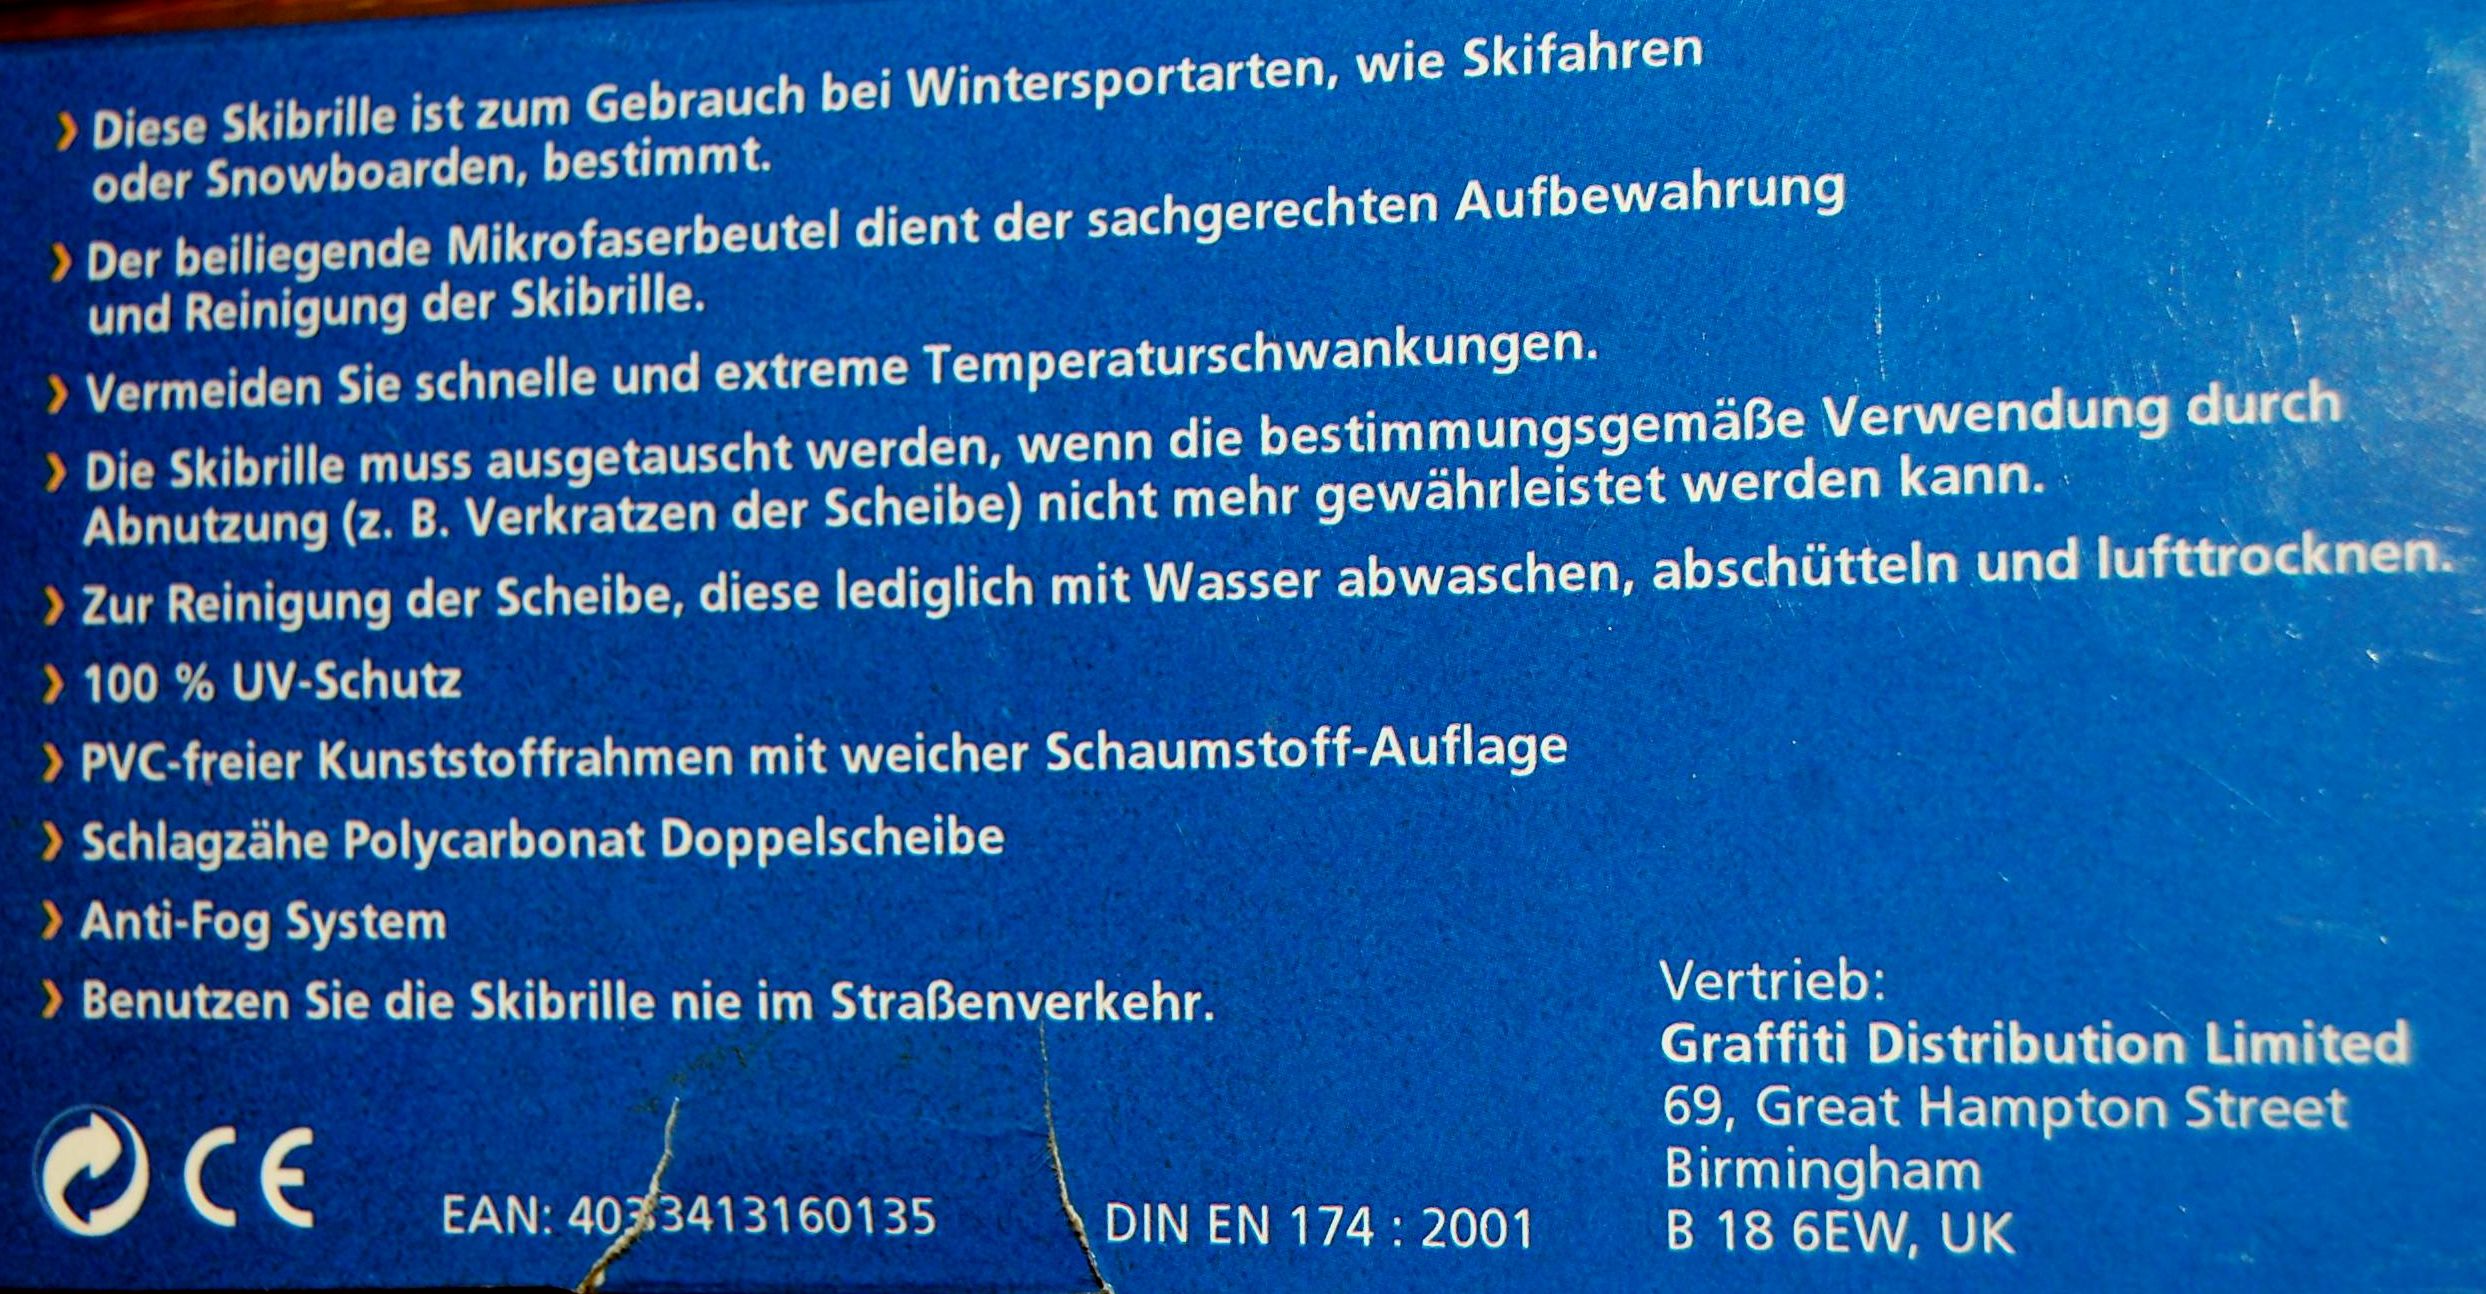 › Diese Skibrille ist zum Gebrauch bei Wintersportarten, wie Skifahren
oder Snowboarden, bestimmt.
› Der beiliegende Mikrofaserbeutel dient der sachgerechten Aufbewahrung
und Reinigung der Skibrille.
› Vermeiden Sie schnelle und extreme Temperaturschwankungen.
› Die Skibrille muss ausgetauscht werden, wenn die bestimmungsgemäße Verwendung durch
Abnutzung (z. B. Verkratzen der Scheibe) nicht mehr gewährleistet werden kann.
› Zur Reinigung der Scheibe, diese lediglich mit Wasser abwaschen, abschütteln und lufttrocknen.
› 100 % UV-Schutz
› PVC-freier Kunststoffrahmen mit weicher Schaumstoff-Auflage
› Schlagzähe Polycarbonat Doppelscheibe
› Anti-Fog System
› Benutzen Sie die Skibrille nie im Straßenverkehr.
CE
EAN: 4033413160135
DIN EN 174 : 2001
Vertrieb:
Graffiti Distribution Limited
69, Great Hampton Street
Birmingham
B 18 6EW, UK